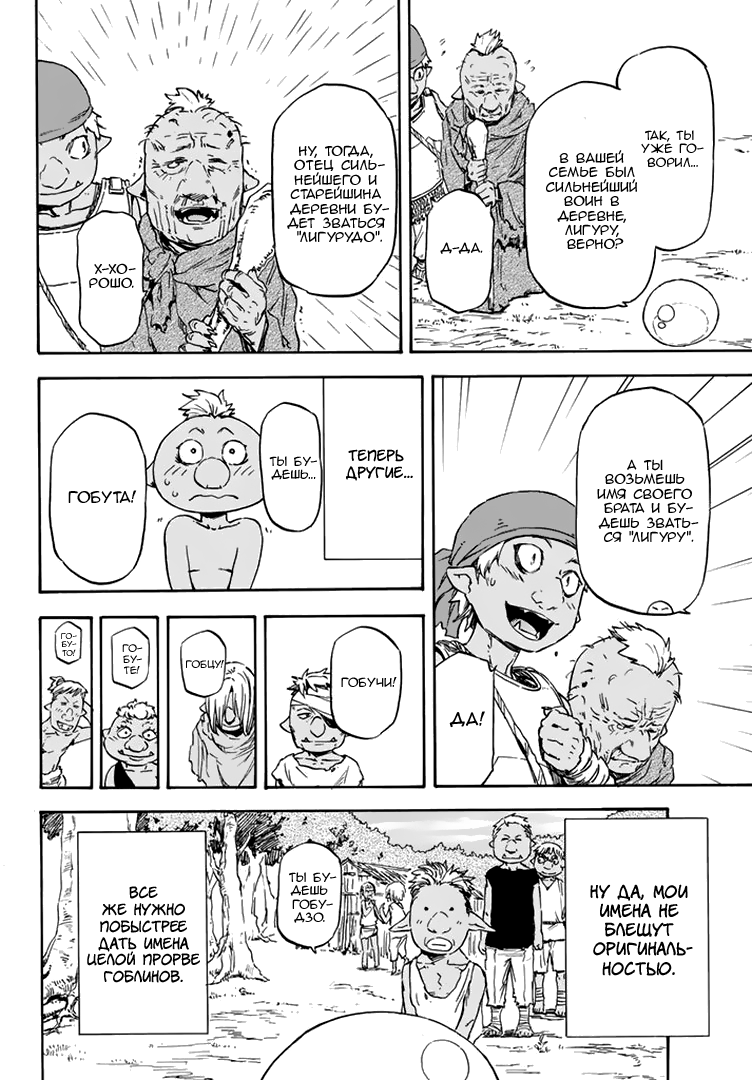 ТАК, ТЫ
УЖЕ ГО-
ВОРИЛ...
В ВАШЕЙ
СЕМЬЕ БЫЛ
СИЛЬНЕЙШИЙ
ВОИН В
ДЕРЕВНЕ,
ЛИГУРУ,
ВЕРНО?
Д-ДА.
НУ, ТОГДА,
ОТЕЦ СИЛЬ-
НЕЙШЕГО И
СТАРЕЙШИНА
ДЕРЕВНИ БУ-
ДЕТ ЗВАТЬСЯ
"ЛИГУРУДО".
Х-ХО-
РОШО.
А ТЫ
ВОЗЬМЕШЬ
ИМЯ СВОЕГО
БРАТА И БУ-
ДЕШЬ ЗВАТЬ-
СЯ "ЛИГУРУ".
ДА!
ТЕПЕРЬ
ДРУГИЕ...
ТЫ БУ-
ДЕШЬ...
ГОБУТА!
ГОБУЧИ!
ГОБЦУ!
ГО-
БУ-
ТЕ!
ГО-
БУ-
ТО!
НУ ДА, МОИ
ИМЕНА НЕ
БЛЕЩУТ
ОРИГИНАЛЬ-
НОСТЬЮ.
ТЫ БУ-
ДЕШЬ
ГОБУ-
ДЗО.
ВСЕ
ЖЕ НУЖНО
ПОБЫСТРЕЕ
ДАТЬ ИМЕНА
ЦЕЛОЙ ПРОРВЕ
ГОБЛИНОВ.